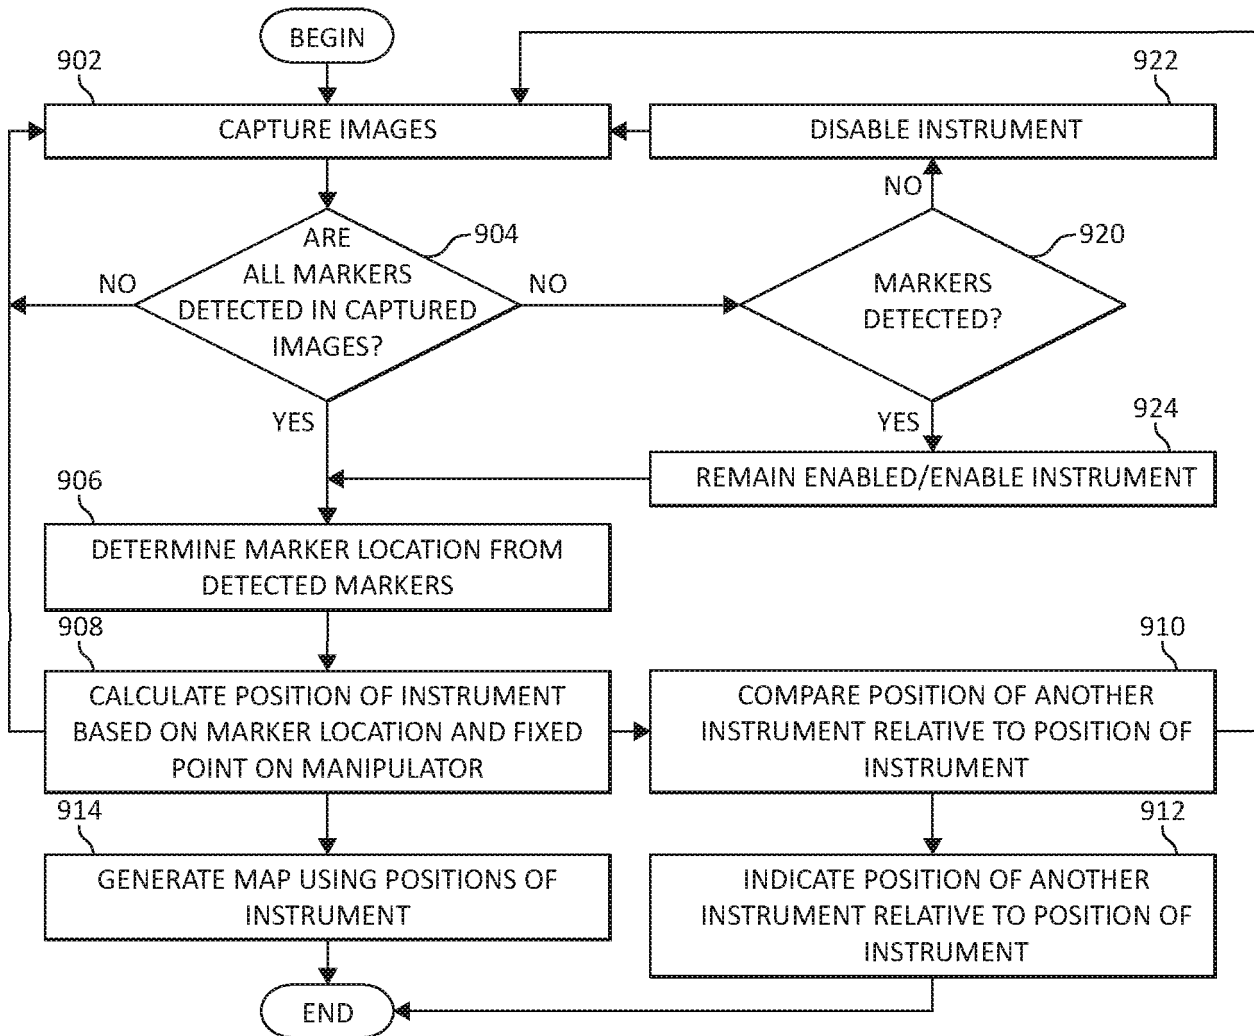 BEGIN
902
CAPTURE IMAGES
922
DISABLE INSTRUMENT
904
ARE
ALL MARKERS
DETECTED IN CAPTURED
IMAGES?
NO
NO
YES
920
MARKERS
DETECTED?
NO
YES
924
REMAIN ENABLED/ENABLE INSTRUMENT
906
DETERMINE MARKER LOCATION FROM
DETECTED MARKERS
908
CALCULATE POSITION OF INSTRUMENT
BASED ON MARKER LOCATION AND FIXED
POINT ON MANIPULATOR
910
COMPARE POSITION OF ANOTHER
INSTRUMENT RELATIVE TO POSITION OF
INSTRUMENT
914
GENERATE MAP USING POSITIONS OF
INSTRUMENT
912
INDICATE POSITION OF ANOTHER
INSTRUMENT RELATIVE TO POSITION OF
INSTRUMENT
END